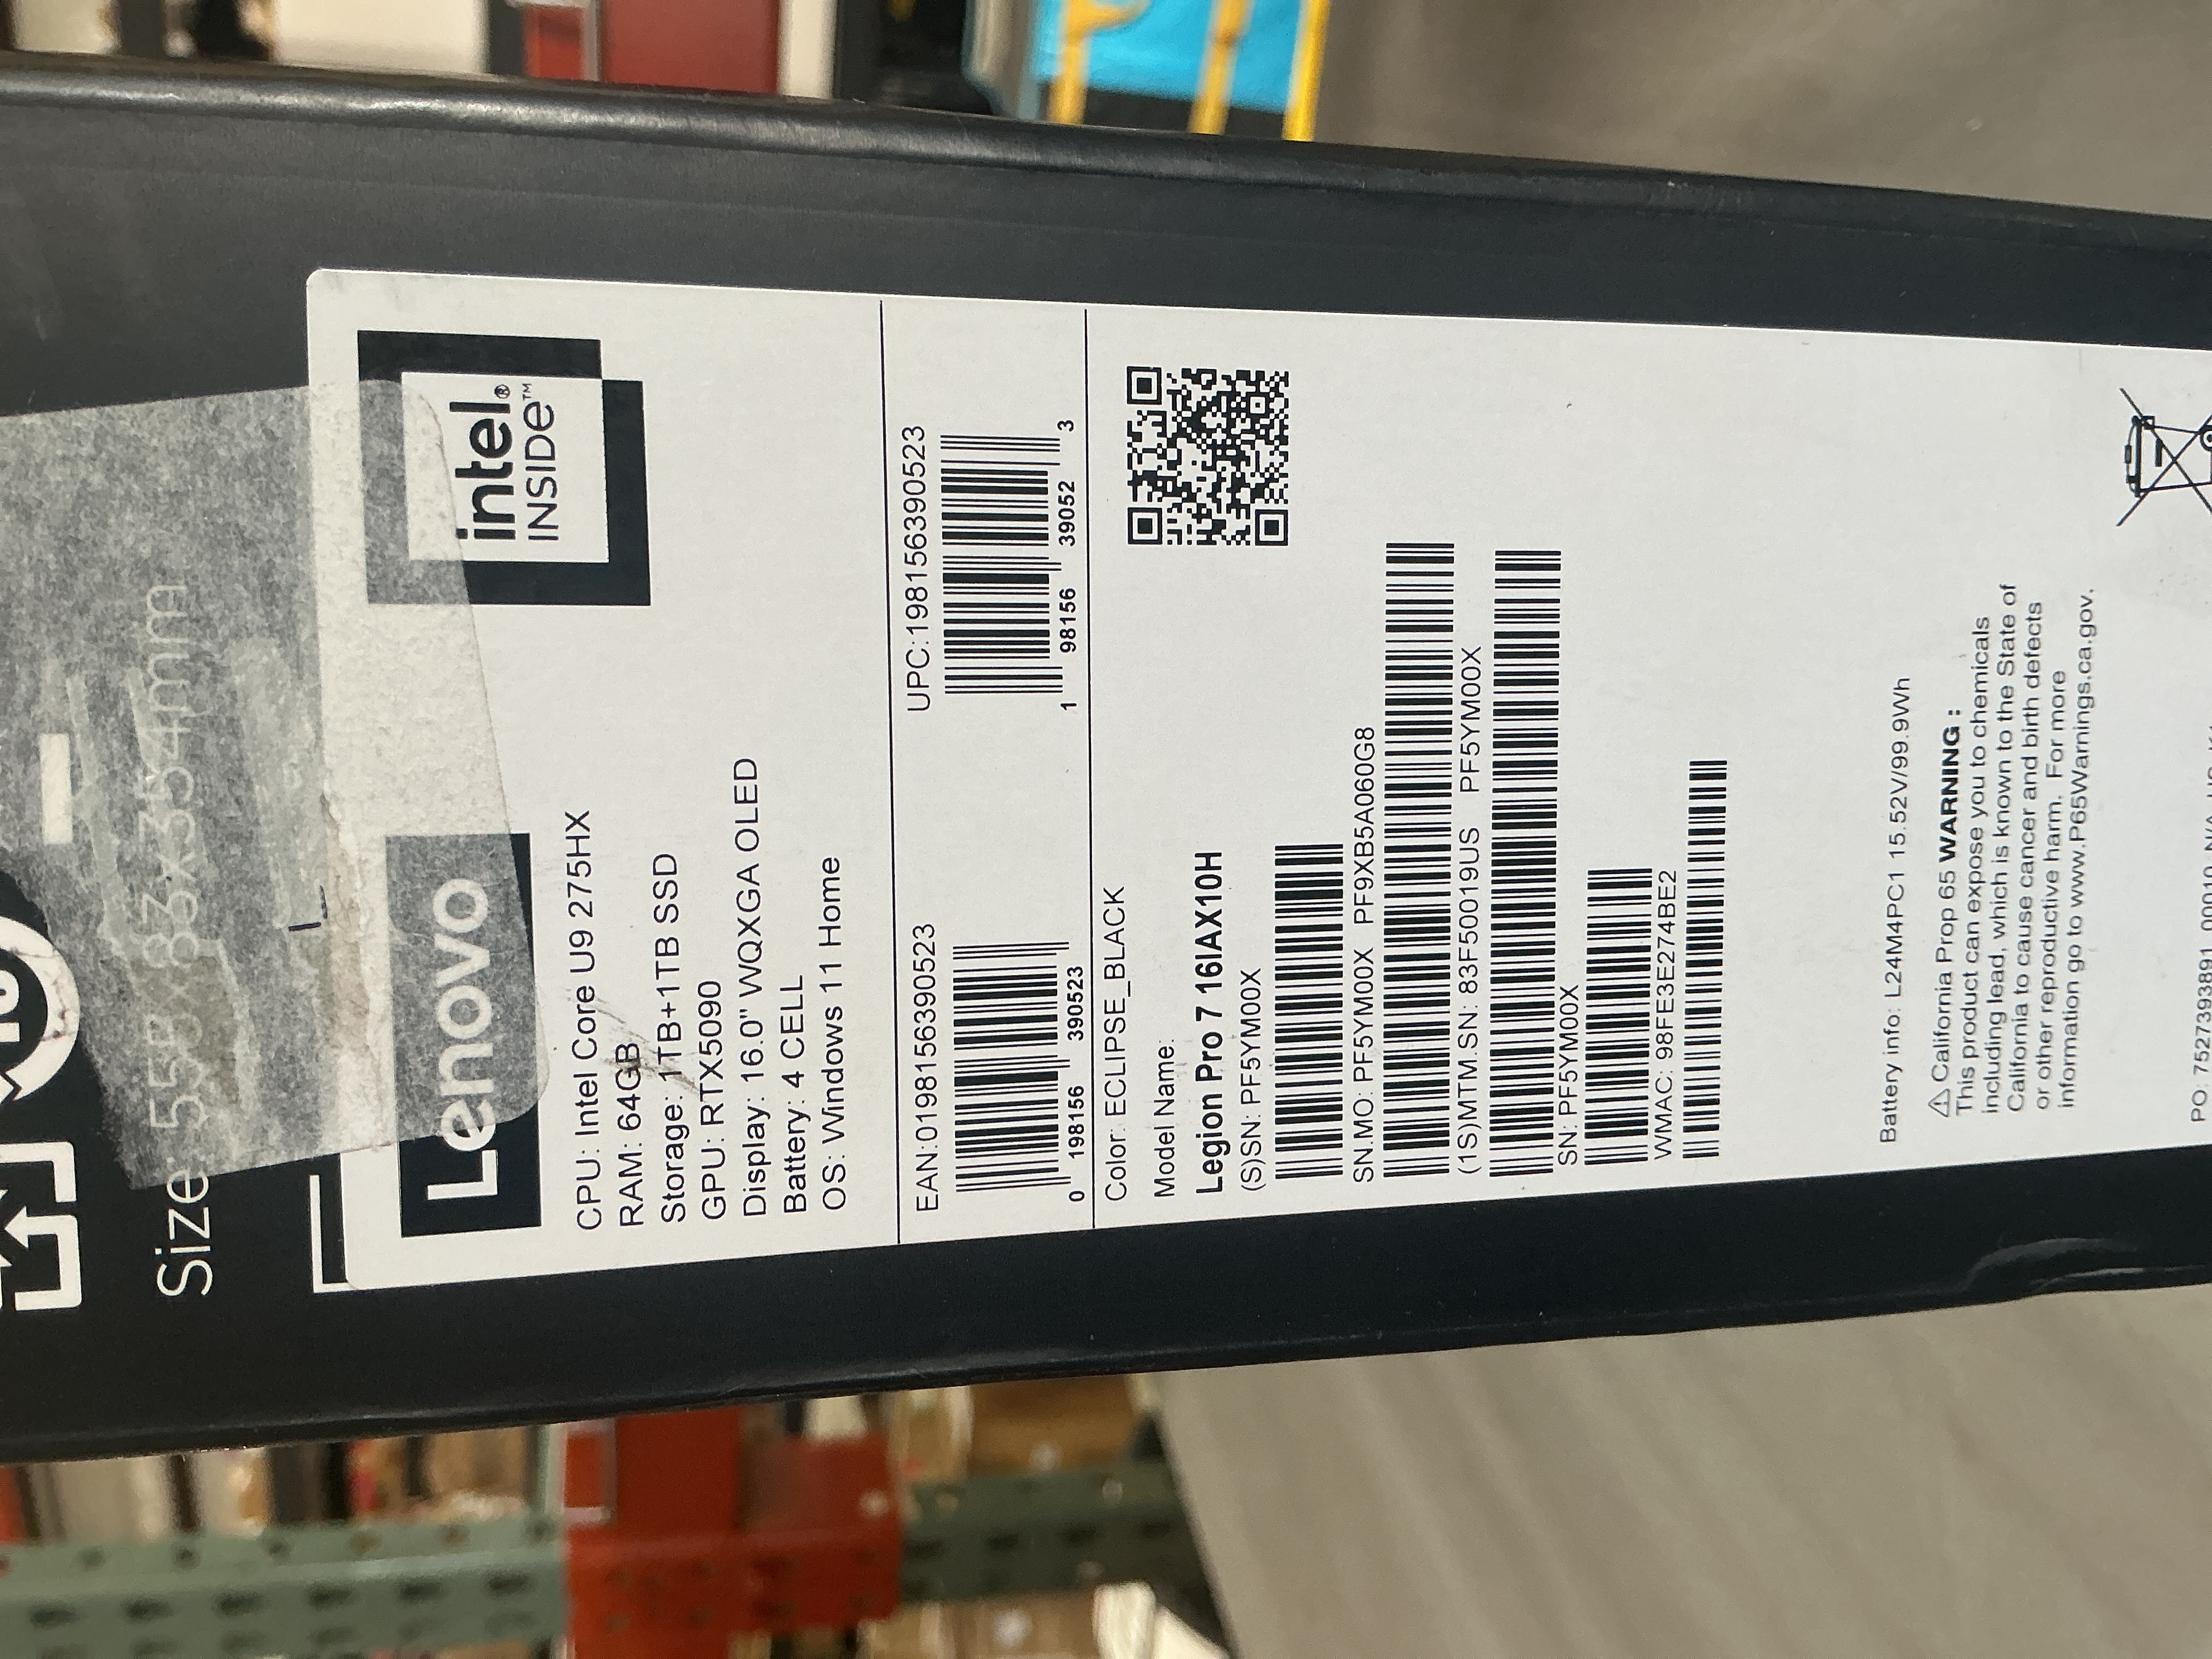 Size: 559x83x354mm
Lenovo
intel®
INSIDE™
CPU: Intel Core U9 275HX
RAM: 64GB
Storage: 1TB+1TB SSD
GPU: RTX5090
Display: 16.0" WQXGA OLED
Battery: 4 CELL
OS: Windows 11 Home
EAN:0198156390523
0 198156 390523
UPC:198156390523
1 98156 39052 3
Color: ECLIPSE_BLACK
Model Name:
Legion Pro 7 16IAX10H
(S)SN: PF5YM00X
SN.MO: PF5YM00X PF9XB5A060G8
(1S)MTM.SN: 83F50019US PF5YM00X
SN: PF5YM00X
WMAC: 98FE3E274BE2
Battery info: L24M4PC1 15.52V/99.9Wh
⚠ California Prop 65 WARNING :
This product can expose you to chemicals
including lead, which is known to the State of
California to cause cancer and birth defects
or other reproductive harm. For more
information go to www.P65Warnings.ca.gov.
PO 7527393891